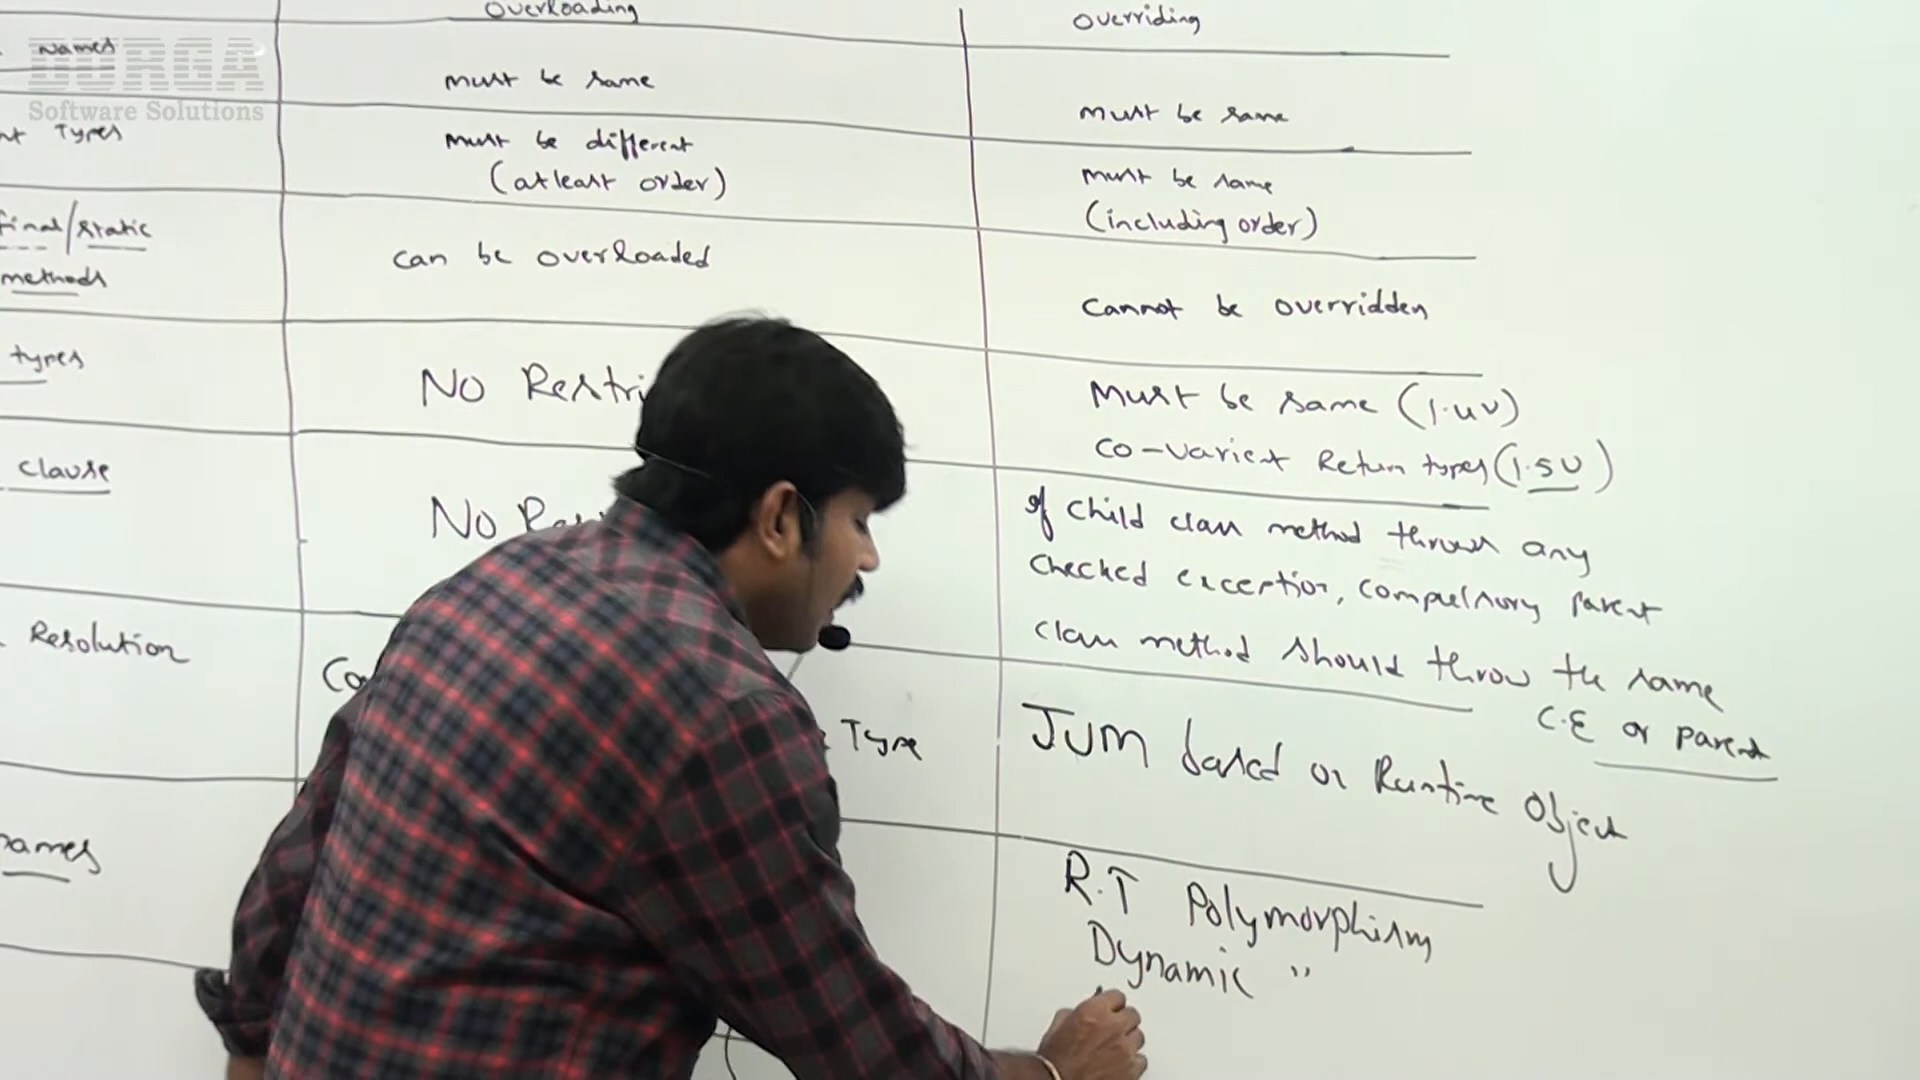 overloading
overriding
names
DURGA
Software Solutions
must be same
must be same
Types
must be different
(atleast order)
must be same
(including order)
final/static
methods
can be overloaded
cannot be overridden
types
No
Must be same (1.4V)
co-varient Return types (1.5V)
clause
No
if child class method throws any
checked exception, compulsory parent
class method should throw the same
C.E or parent
Resolution
Type
JVM based on Runtime Object
names
R.T Polymorphism
Dynamic "